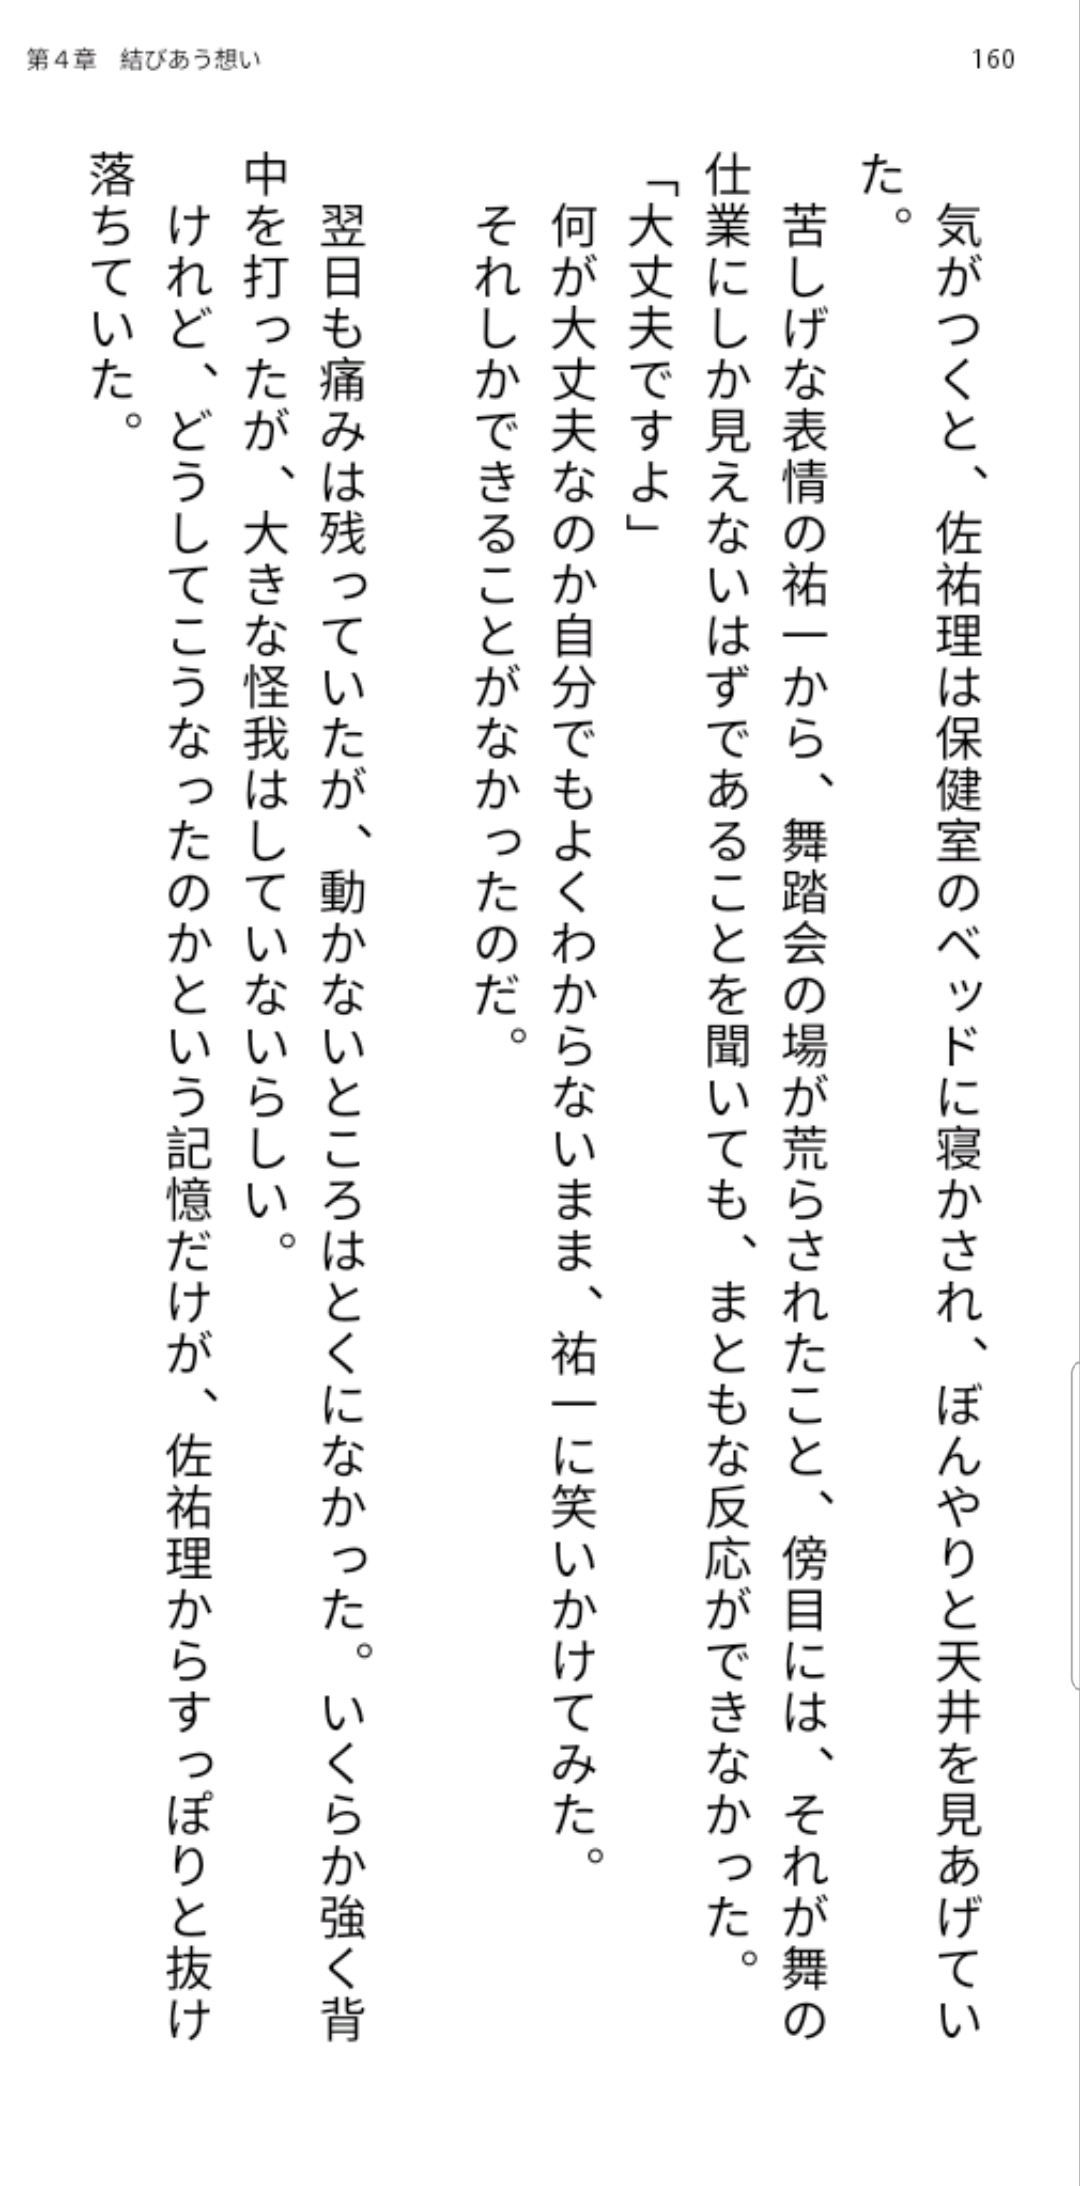 第４章　結びあう想い
160
　気がつくと、佐祐理は保健室のベッドに寝かされ、ぼんやりと天井を見あげてい
た。
　苦しげな表情の祐一から、舞踏会の場が荒らされたこと、傍目には、それが舞の
仕業にしか見えないはずであることを聞いても、まともな反応ができなかった。
「大丈夫ですよ」
　何が大丈夫なのか自分でもよくわからないまま、祐一に笑いかけてみた。
　それしかできることがなかったのだ。
　翌日も痛みは残っていたが、動かないところはとくになかった。いくらか強く背
中を打ったが、大きな怪我はしていないらしい。
　けれど、どうしてこうなったのかという記憶だけが、佐祐理からすっぽりと抜け
落ちていた。